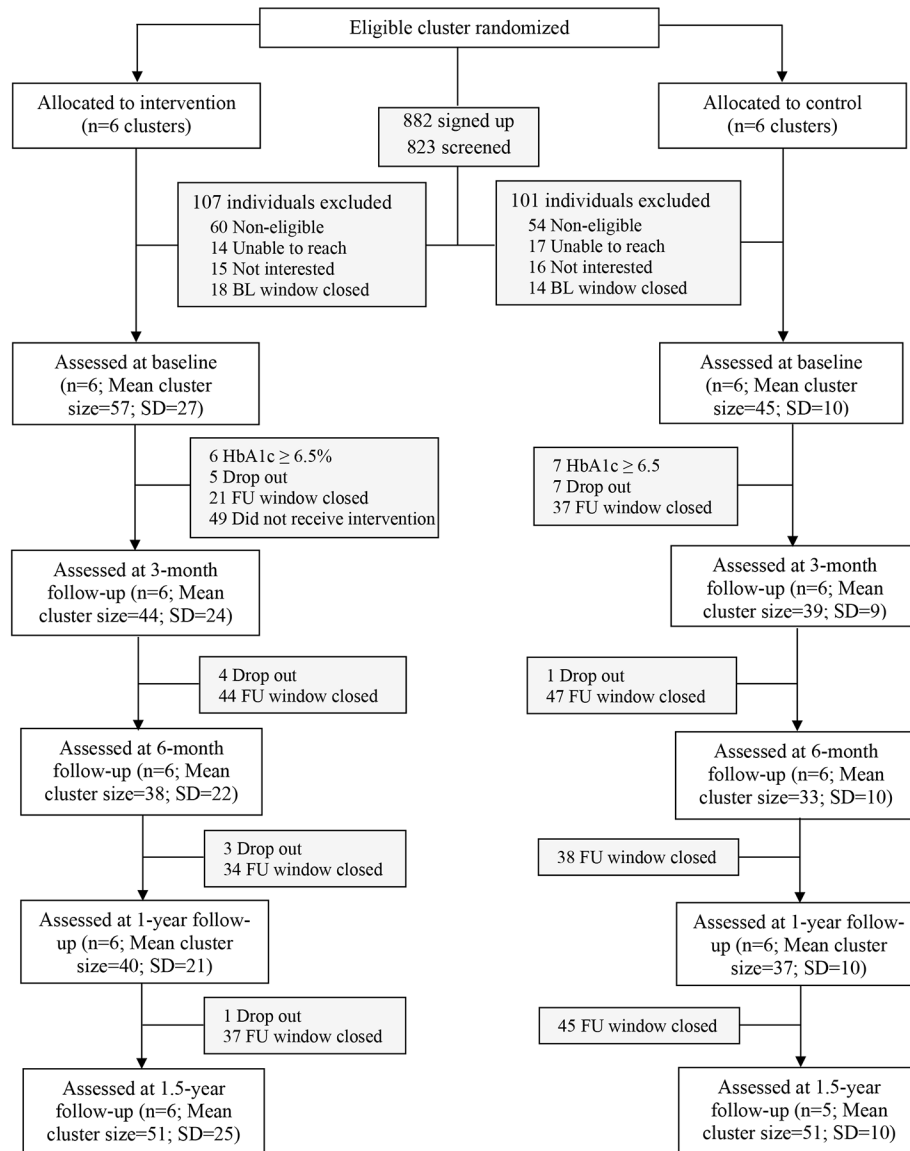 Eligible cluster randomized
Allocated to intervention
(n=6 clusters)
882 signed up
823 screened
Allocated to control
(n=6 clusters)
107 individuals excluded
60 Non-eligible
14 Unable to reach
15 Not interested
18 BL window closed
101 individuals excluded
54 Non-eligible
17 Unable to reach
16 Not interested
14 BL window closed
Assessed at baseline
(n=6; Mean cluster
size=57; SD=27)
Assessed at baseline
(n=6; Mean cluster
size=45; SD=10)
6 HbA1c ≥ 6.5%
5 Drop out
21 FU window closed
49 Did not receive intervention
7 HbA1c ≥ 6.5
7 Drop out
37 FU window closed
Assessed at 3-month
follow-up (n=6; Mean
cluster size=44; SD=24)
Assessed at 3-month
follow-up (n=6; Mean
cluster size=39; SD=9)
4 Drop out
44 FU window closed
1 Drop out
47 FU window closed
Assessed at 6-month
follow-up (n=6; Mean
cluster size=38; SD=22)
Assessed at 6-month
follow-up (n=6; Mean
cluster size=33; SD=10)
3 Drop out
34 FU window closed
38 FU window closed
Assessed at 1-year follow-
up (n=6; Mean cluster
size=40; SD=21)
Assessed at 1-year follow-
up (n=6; Mean cluster
size=37; SD=10)
1 Drop out
37 FU window closed
45 FU window closed
Assessed at 1.5-year
follow-up (n=6; Mean
cluster size=51; SD=25)
Assessed at 1.5-year
follow-up (n=5; Mean
cluster size=51; SD=10)